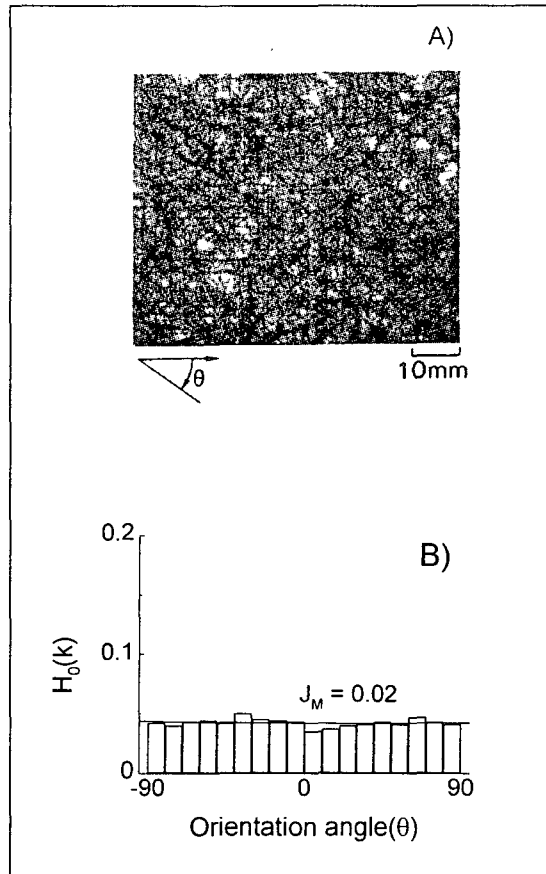 A)
θ
10mm
B)
0.2
0.1
0
H₀(k)
J_M = 0.02
-90 0 90
Orientation angle(θ)